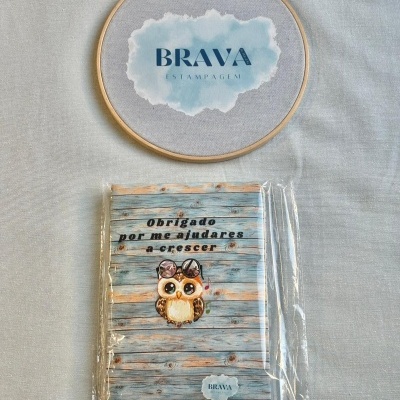 BRAVA
ESTAMPAGEM
Obrigado
por me ajudares
a crescer
BRAVA